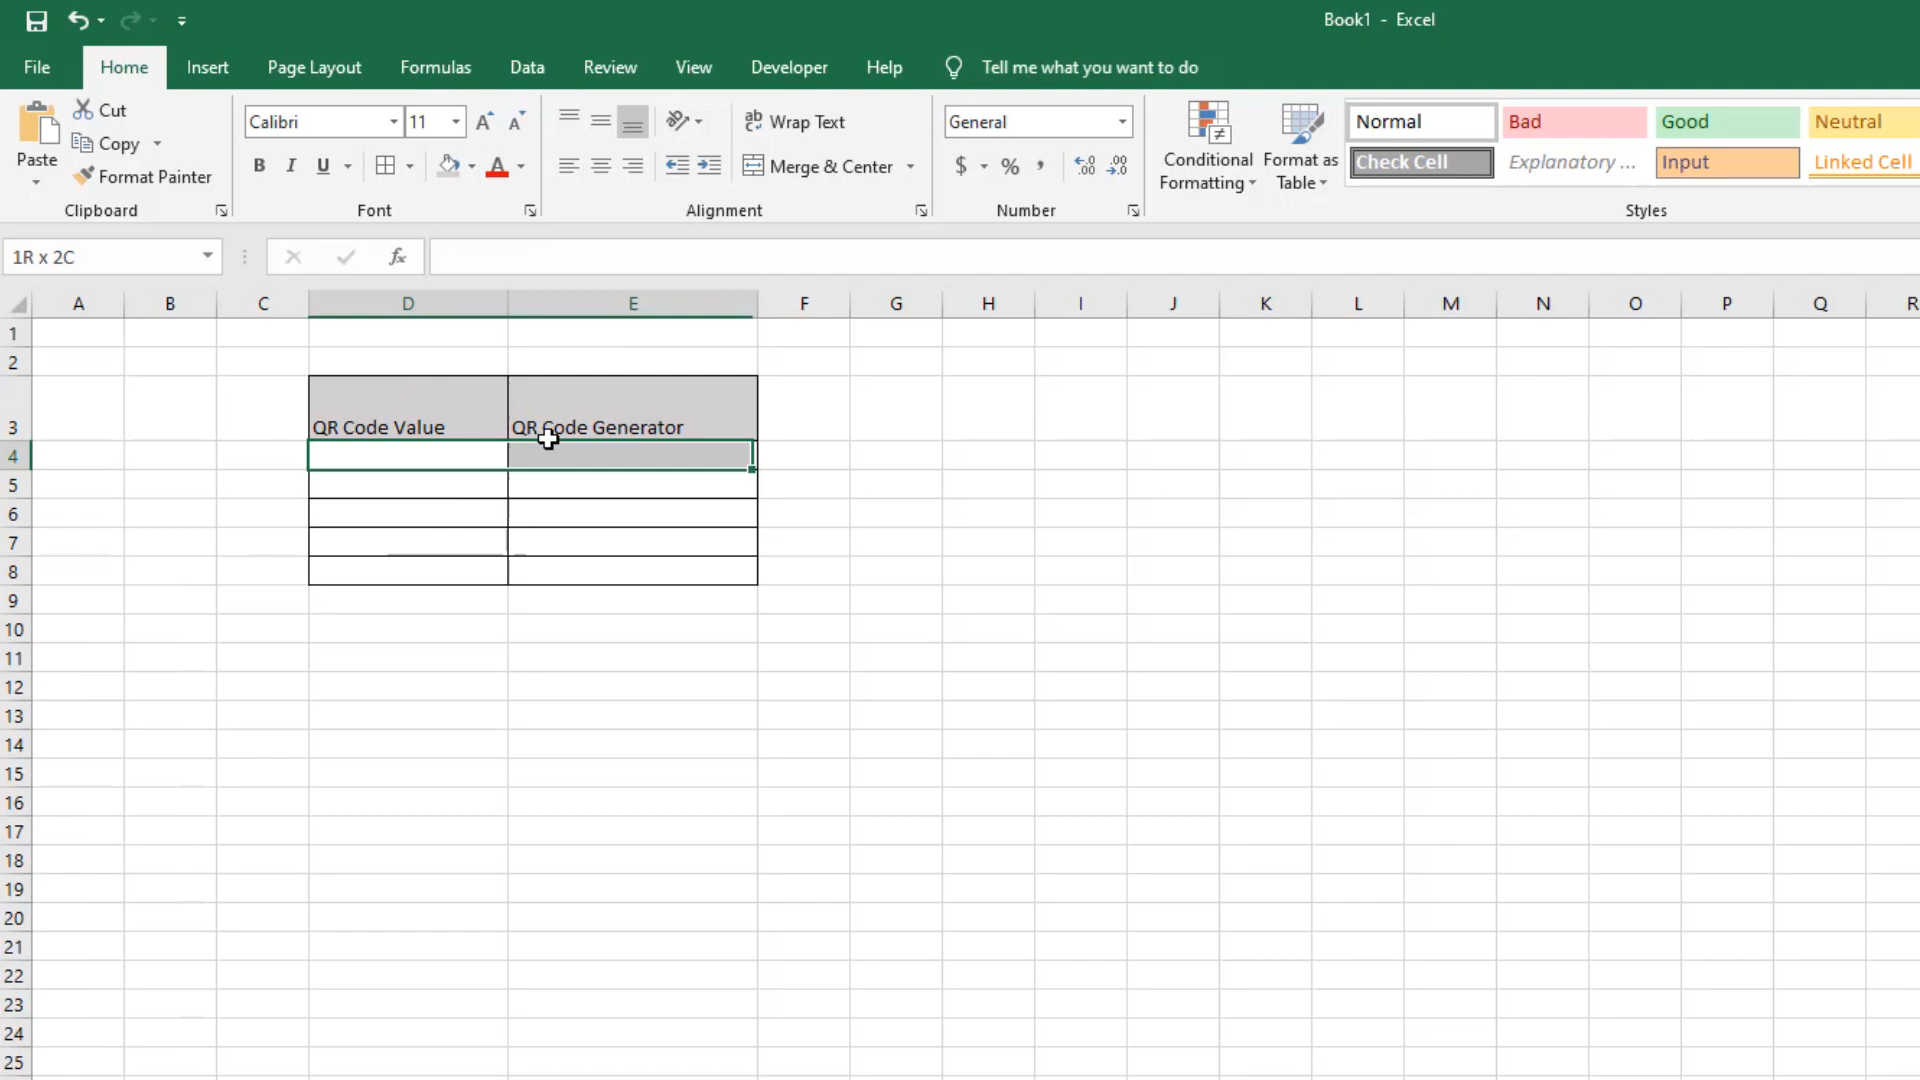 Book1 - Excel
File Home Insert Page Layout Formulas Data Review View Developer Help Tell me what you want to do
Paste
Cut
Copy
Format Painter
Clipboard
Calibri 11
B I U A
Font
Wrap Text
Merge & Center
Alignment
General
$ % ,
Number
Conditional Formatting
Format as Table
Normal Bad Good Neutral
Check Cell Explanatory ... Input Linked Cell
Styles
1R x 2C fx
A B C D E F G H I J K L M N O P Q R
1
2
3 QR Code Value QR Code Generator
4
5
6
7
8
9
10
11
12
13
14
15
16
17
18
19
20
21
22
23
24
25